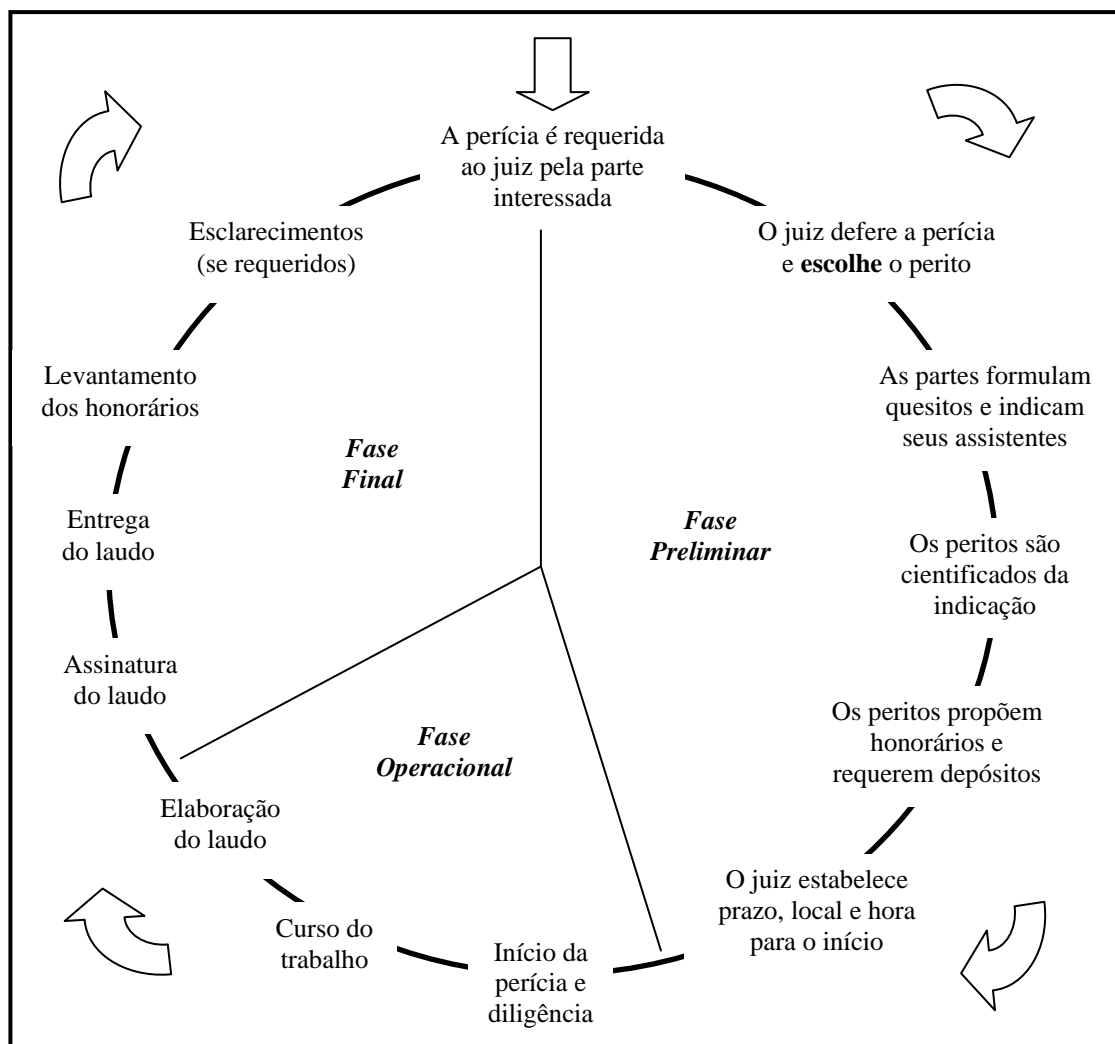 A perícia é requerida
ao juiz pela parte
interessada
O juiz defere a perícia
e escolhe o perito
As partes formulam
quesitos e indicam
seus assistentes
Os peritos são
cientificados da
indicação
Os peritos propõem
honorários e
requerem depósitos
O juiz estabelece
prazo, local e hora
para o início
Início da
perícia e
diligência
Curso do
trabalho
Elaboração
do laudo
Assinatura
do laudo
Entrega
do laudo
Levantamento
dos honorários
Esclarecimentos
(se requeridos)
Fase
Final
Fase
Preliminar
Fase
Operacional